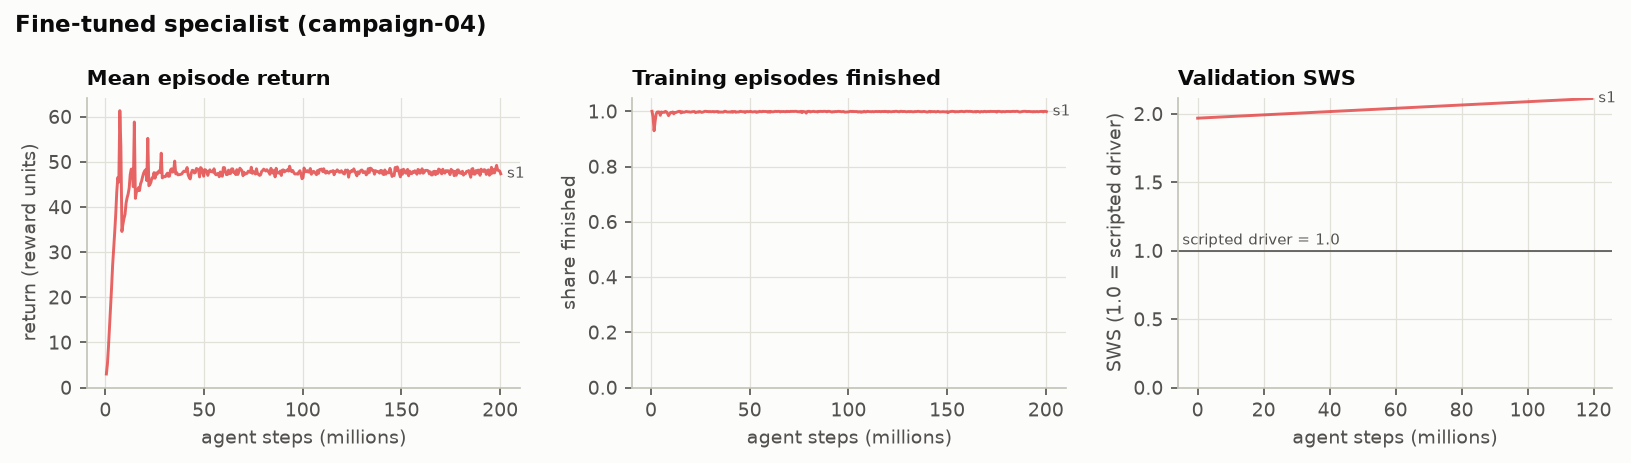 Fine-tuned specialist (campaign-04)
Mean episode return
return (reward units)
60
50
40
30
20
10
0
s1
0 50 100 150 200
agent steps (millions)
Training episodes finished
share finished
1.0
0.8
0.6
0.4
0.2
0.0
s1
0 50 100 150 200
agent steps (millions)
Validation SWS
SWS (1.0 = scripted driver)
2.0
1.5
1.0
0.5
0.0
s1
scripted driver = 1.0
0 20 40 60 80 100 120
agent steps (millions)